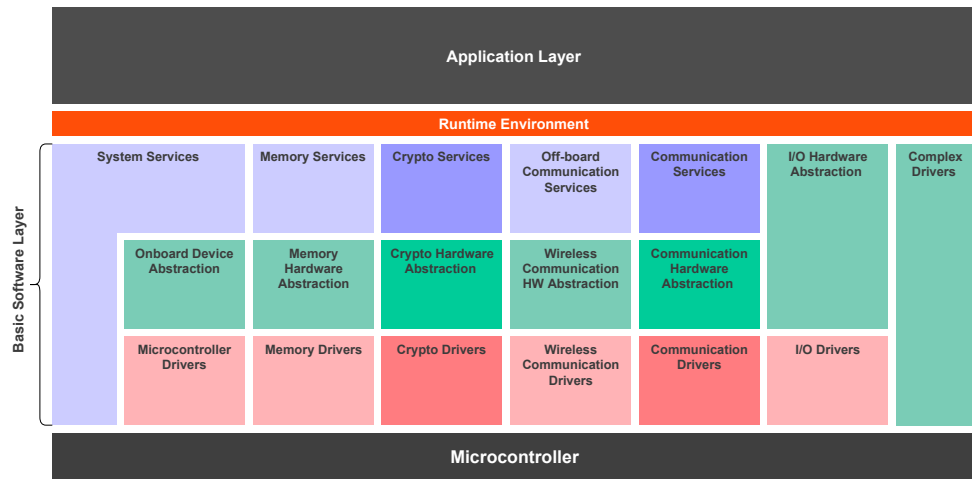 Application Layer
Runtime Environment
Basic Software Layer
System Services
Memory Services
Crypto Services
Off-board
Communication
Services
Communication
Services
I/O Hardware
Abstraction
Complex
Drivers
Onboard Device
Abstraction
Memory
Hardware
Abstraction
Crypto Hardware
Abstraction
Wireless
Communication
HW Abstraction
Communication
Hardware
Abstraction
Microcontroller
Drivers
Memory Drivers
Crypto Drivers
Wireless
Communication
Drivers
Communication
Drivers
I/O Drivers
Microcontroller